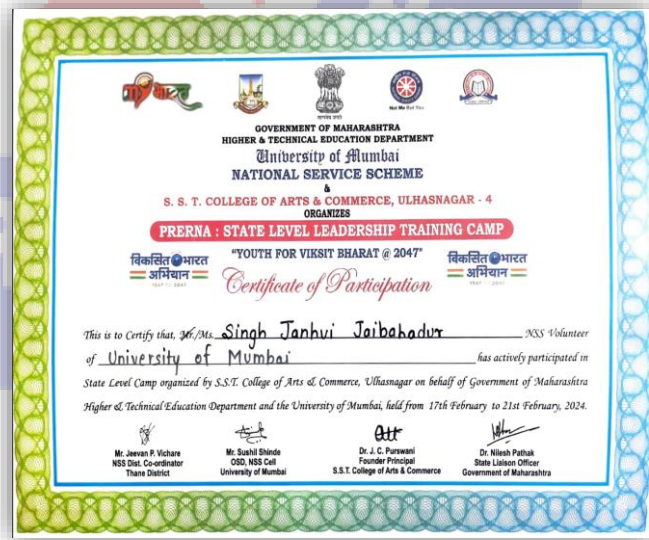 Not Me But You
GOVERNMENT OF MAHARASHTRA
HIGHER & TECHNICAL EDUCATION DEPARTMENT
University of Mumbai
NATIONAL SERVICE SCHEME
&
S. S. T. COLLEGE OF ARTS & COMMERCE, ULHASNAGAR - 4
ORGANIZES
PRERNA : STATE LEVEL LEADERSHIP TRAINING CAMP
"YOUTH FOR VIKSIT BHARAT @ 2047"
विकसित भारत
अभियान
विकसित भारत
अभियान
Certificate of Participation
This is to Certify that, Mr./Ms. Singh Janhvi Jaibahadur NSS Volunteer
of University of Mumbai has actively participated in
State Level Camp organized by S.S.T. College of Arts & Commerce, Ulhasnagar on behalf of Government of Maharashtra
Higher & Technical Education Department and the University of Mumbai, held from 17th February to 21st February, 2024.
Mr. Jeevan P. Vichare
NSS Dist. Co-ordinator
Thane District
Mr. Sushil Shinde
OSD, NSS Cell
University of Mumbai
Dr. J. C. Purswani
Founder Principal
S.S.T. College of Arts & Commerce
Dr. Nilesh Pathak
State Liaison Officer
Government of Maharashtra